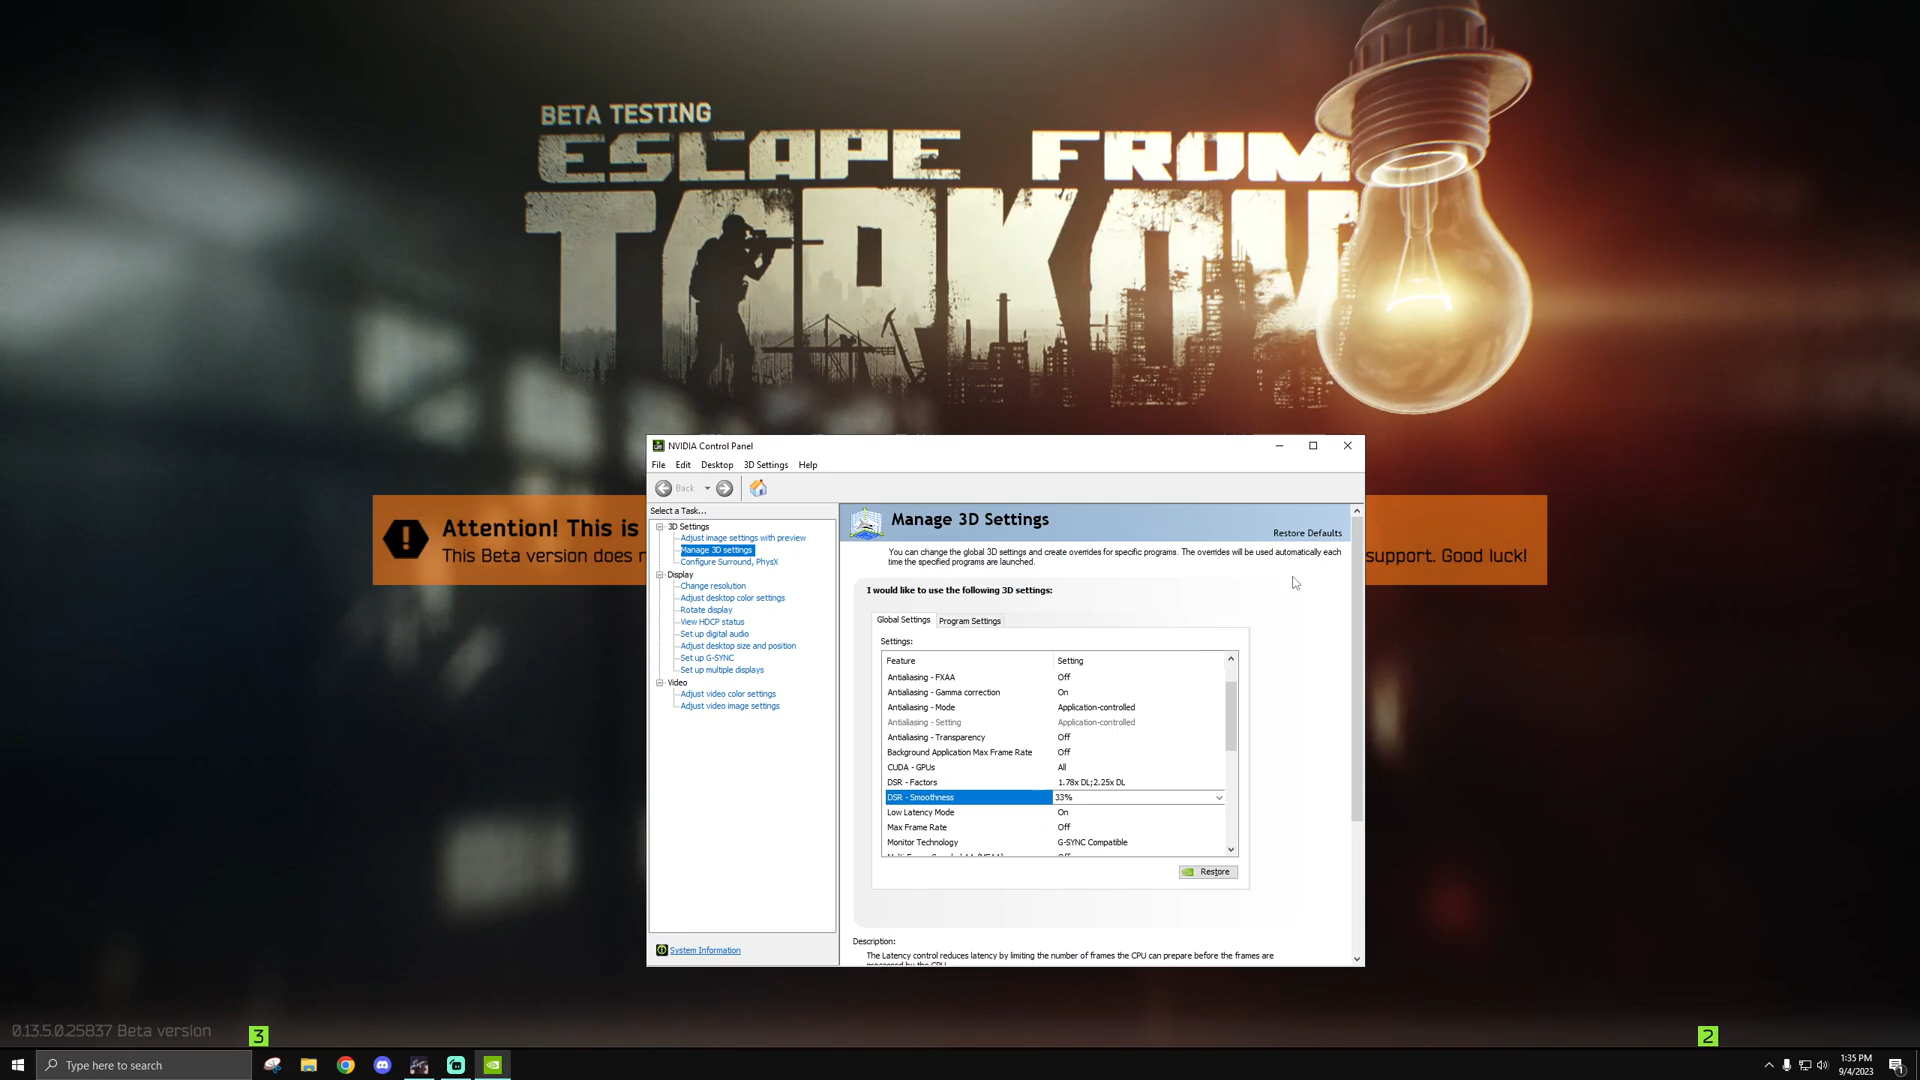 BETA TESTING
ESCAPE FROM
TARKOV
NVIDIA Control Panel
File Edit Desktop 3D Settings Help
Back
Select a Task...
3D Settings
Adjust image settings with preview
Manage 3D settings
Configure Surround, PhysX
Display
Change resolution
Adjust desktop color settings
Rotate display
View HDCP status
Set up digital audio
Adjust desktop size and position
Set up G-SYNC
Set up multiple displays
Video
Adjust video color settings
Adjust video image settings
System Information
Attention! This is
This Beta version does
support. Good luck!
Manage 3D Settings
Restore Defaults
You can change the global 3D settings and create overrides for specific programs. The overrides will be used automatically each
time the specified programs are launched.
I would like to use the following 3D settings:
Global Settings Program Settings
Settings:
Feature Setting
Antialiasing - FXAA Off
Antialiasing - Gamma correction On
Antialiasing - Mode Application-controlled
Antialiasing - Setting Application-controlled
Antialiasing - Transparency Off
Background Application Max Frame Rate Off
CUDA - GPUs All
DSR - Factors 1.78x DL;2.25x DL
DSR - Smoothness 33%
Low Latency Mode On
Max Frame Rate Off
Monitor Technology G-SYNC Compatible
Restore
Description:
The Latency control reduces latency by limiting the number of frames the CPU can prepare before the frames are
0.13.5.0.25837 Beta version
3
2
Type here to search
1:35 PM
9/4/2023